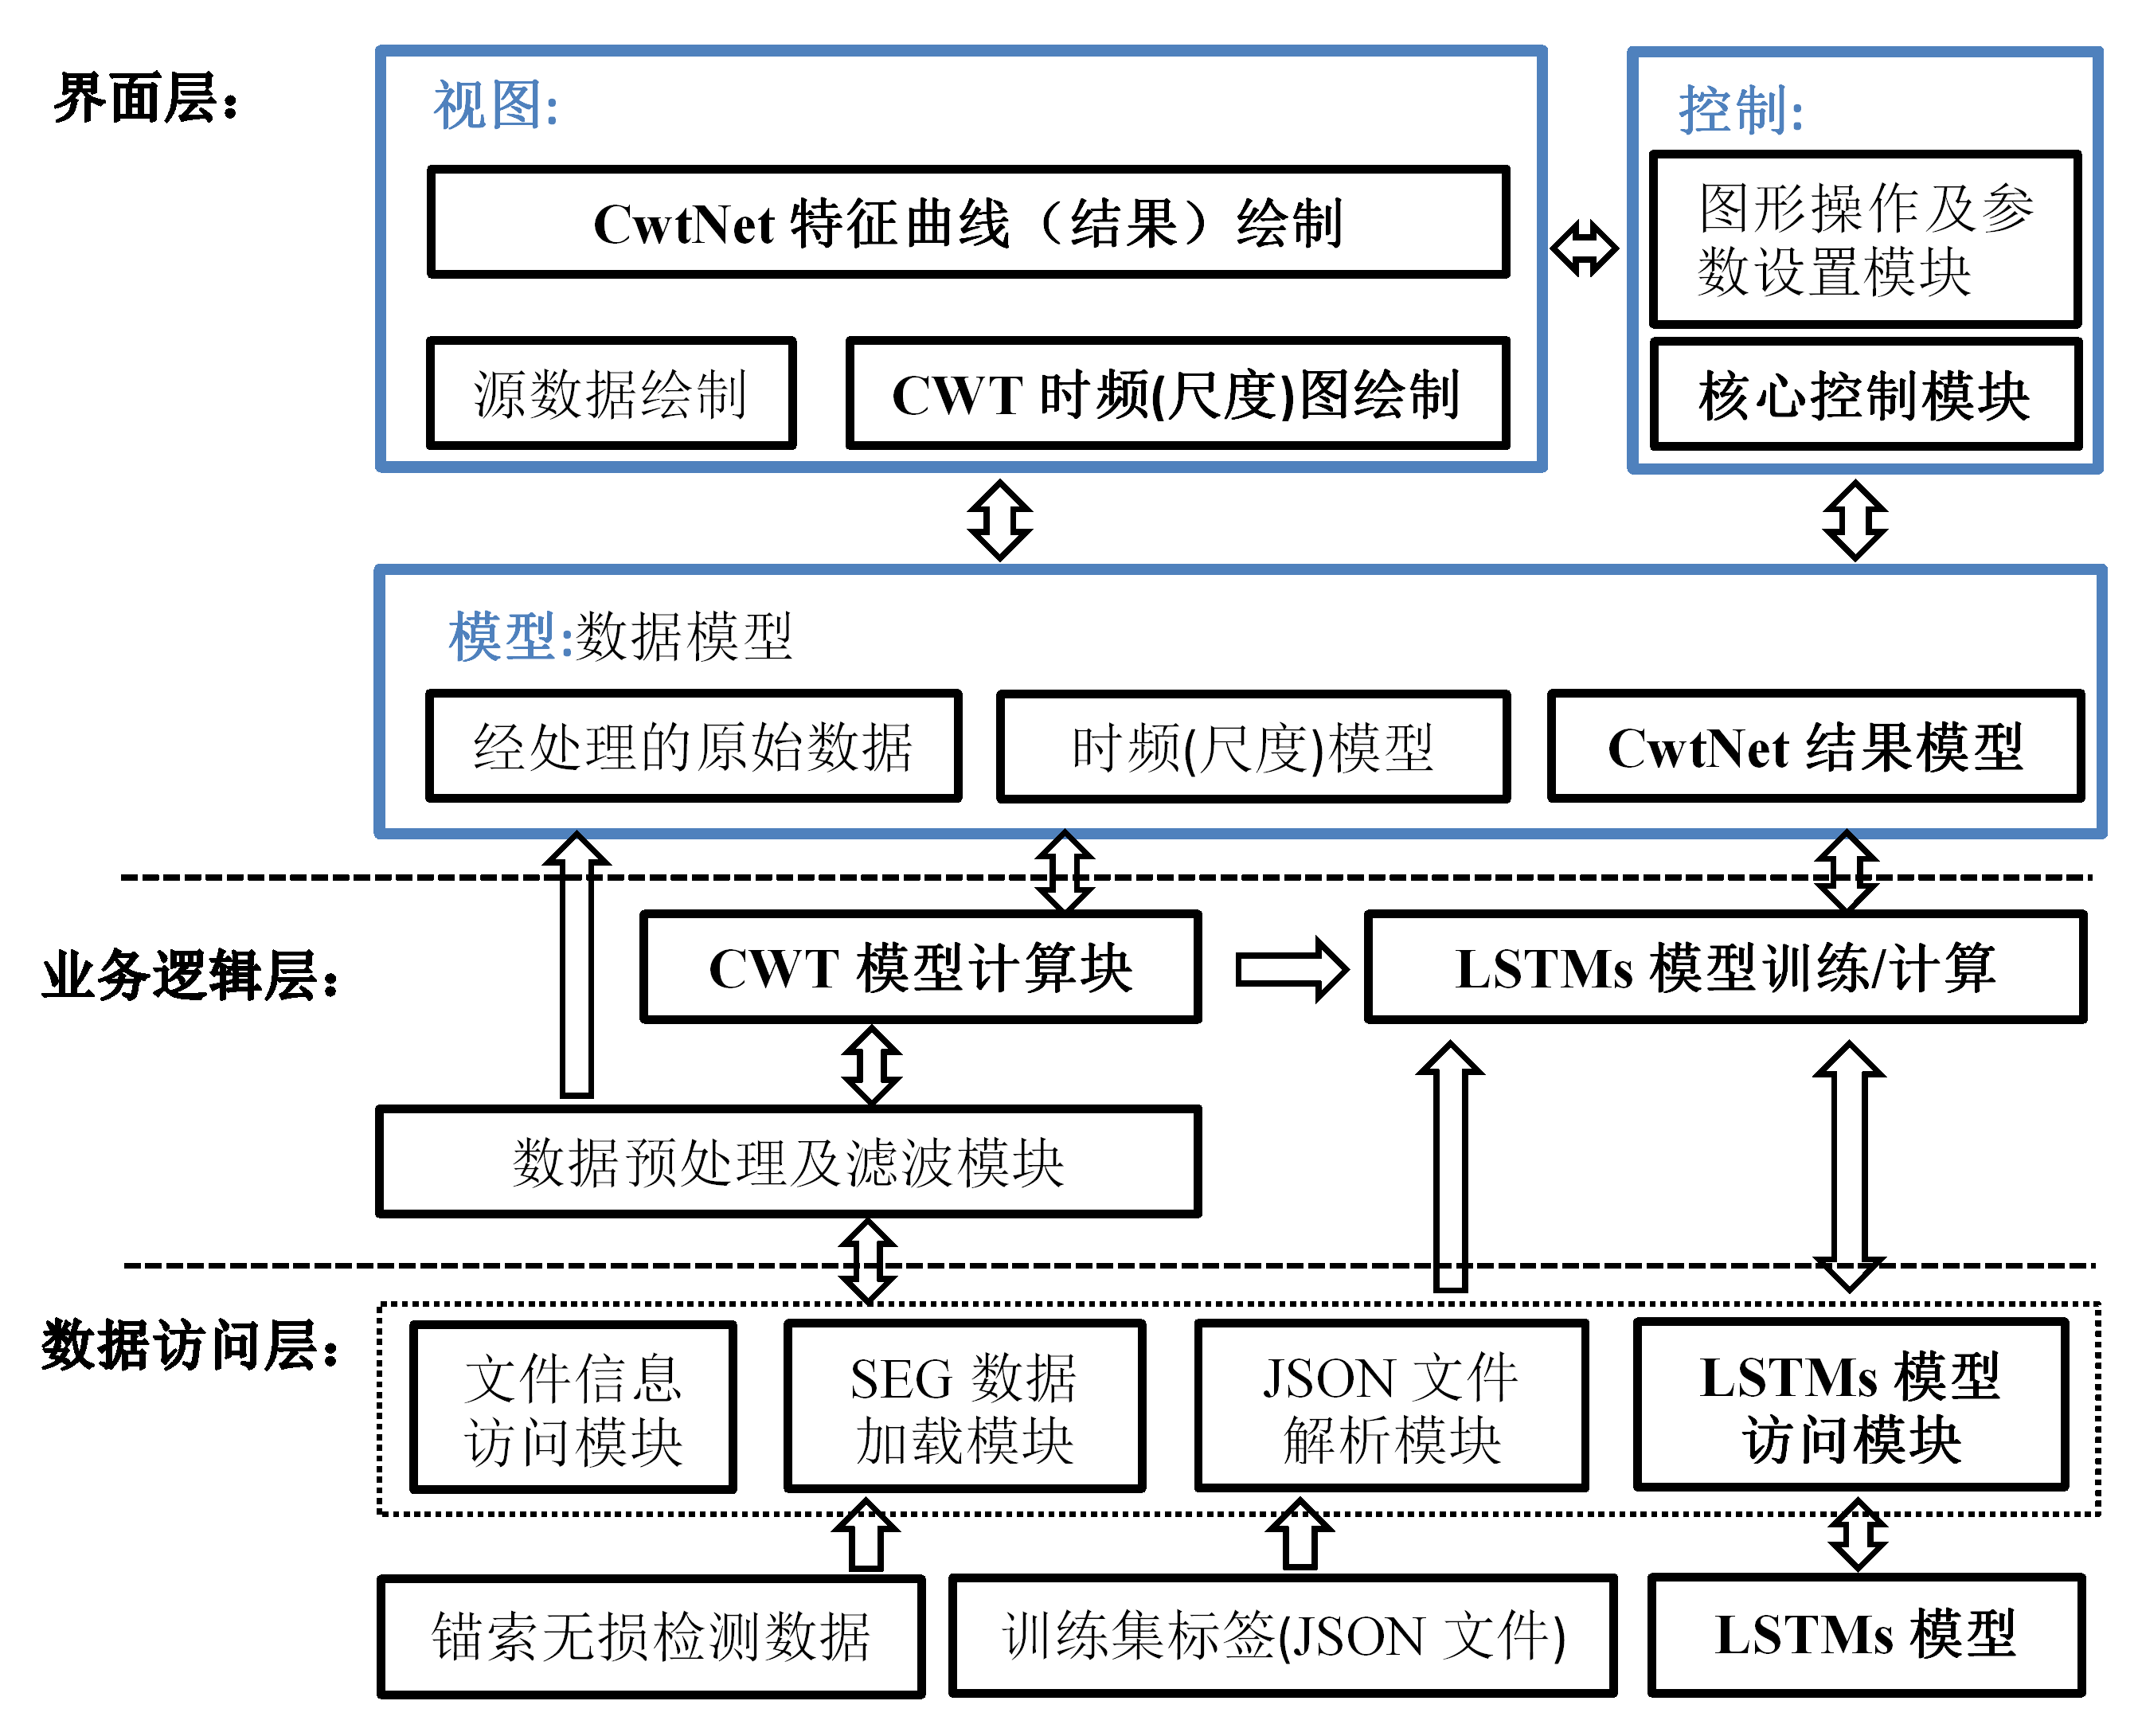 界面层：
视图:
控制:
CwtNet 特征曲线（结果）绘制
图形操作及参
数设置模块
源数据绘制
CWT 时频(尺度)图绘制
核心控制模块
模型:数据模型
经处理的原始数据
时频(尺度)模型
CwtNet 结果模型
业务逻辑层：
CWT 模型计算块
LSTMs 模型训练/计算
数据预处理及滤波模块
数据访问层：
文件信息
访问模块
SEG 数据
加载模块
JSON 文件
解析模块
LSTMs 模型
访问模块
锚索无损检测数据
训练集标签(JSON 文件)
LSTMs 模型